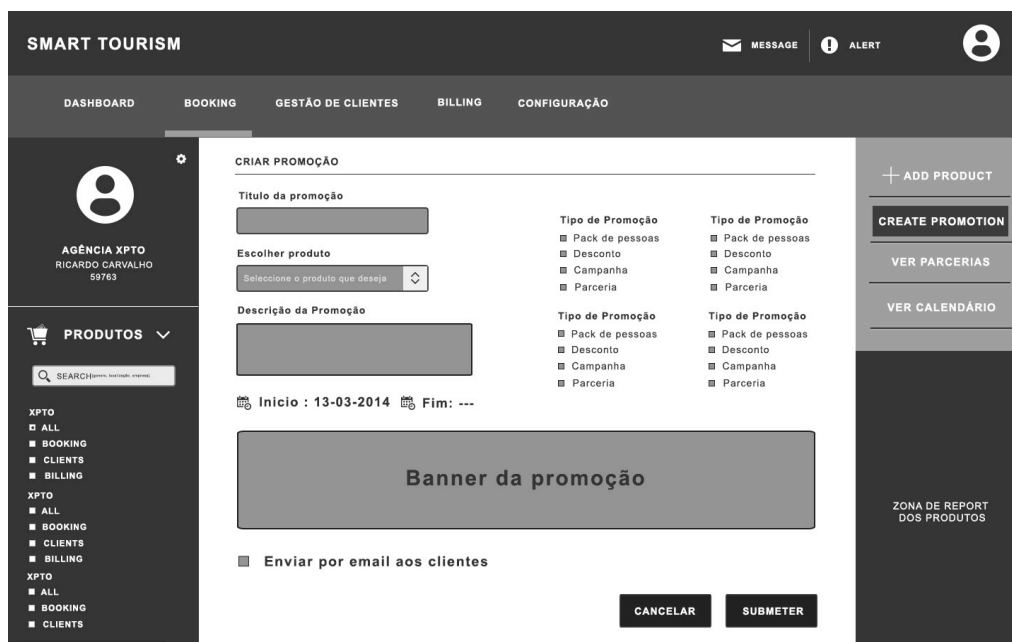 SMART TOURISM
MESSAGE
ALERT
DASHBOARD BOOKING GESTÃO DE CLIENTES BILLING CONFIGURAÇÃO
AGÊNCIA XPTO
RICARDO CARVALHO
59763
PRODUTOS
SEARCH
XPTO
ALL
BOOKING
CLIENTS
BILLING
XPTO
ALL
BOOKING
CLIENTS
BILLING
XPTO
ALL
BOOKING
CLIENTS
CRIAR PROMOÇÃO
Titulo da promoção
Escolher produto
Seleccione o produto que deseja
Descrição da Promoção
Inicio : 13-03-2014 Fim: ---
Tipo de Promoção
Pack de pessoas
Desconto
Campanha
Parceria
Tipo de Promoção
Pack de pessoas
Desconto
Campanha
Parceria
Tipo de Promoção
Pack de pessoas
Desconto
Campanha
Parceria
Tipo de Promoção
Pack de pessoas
Desconto
Campanha
Parceria
Banner da promoção
Enviar por email aos clientes
CANCELAR
SUBMETER
ADD PRODUCT
CREATE PROMOTION
VER PARCERIAS
VER CALENDÁRIO
ZONA DE REPORT
DOS PRODUTOS